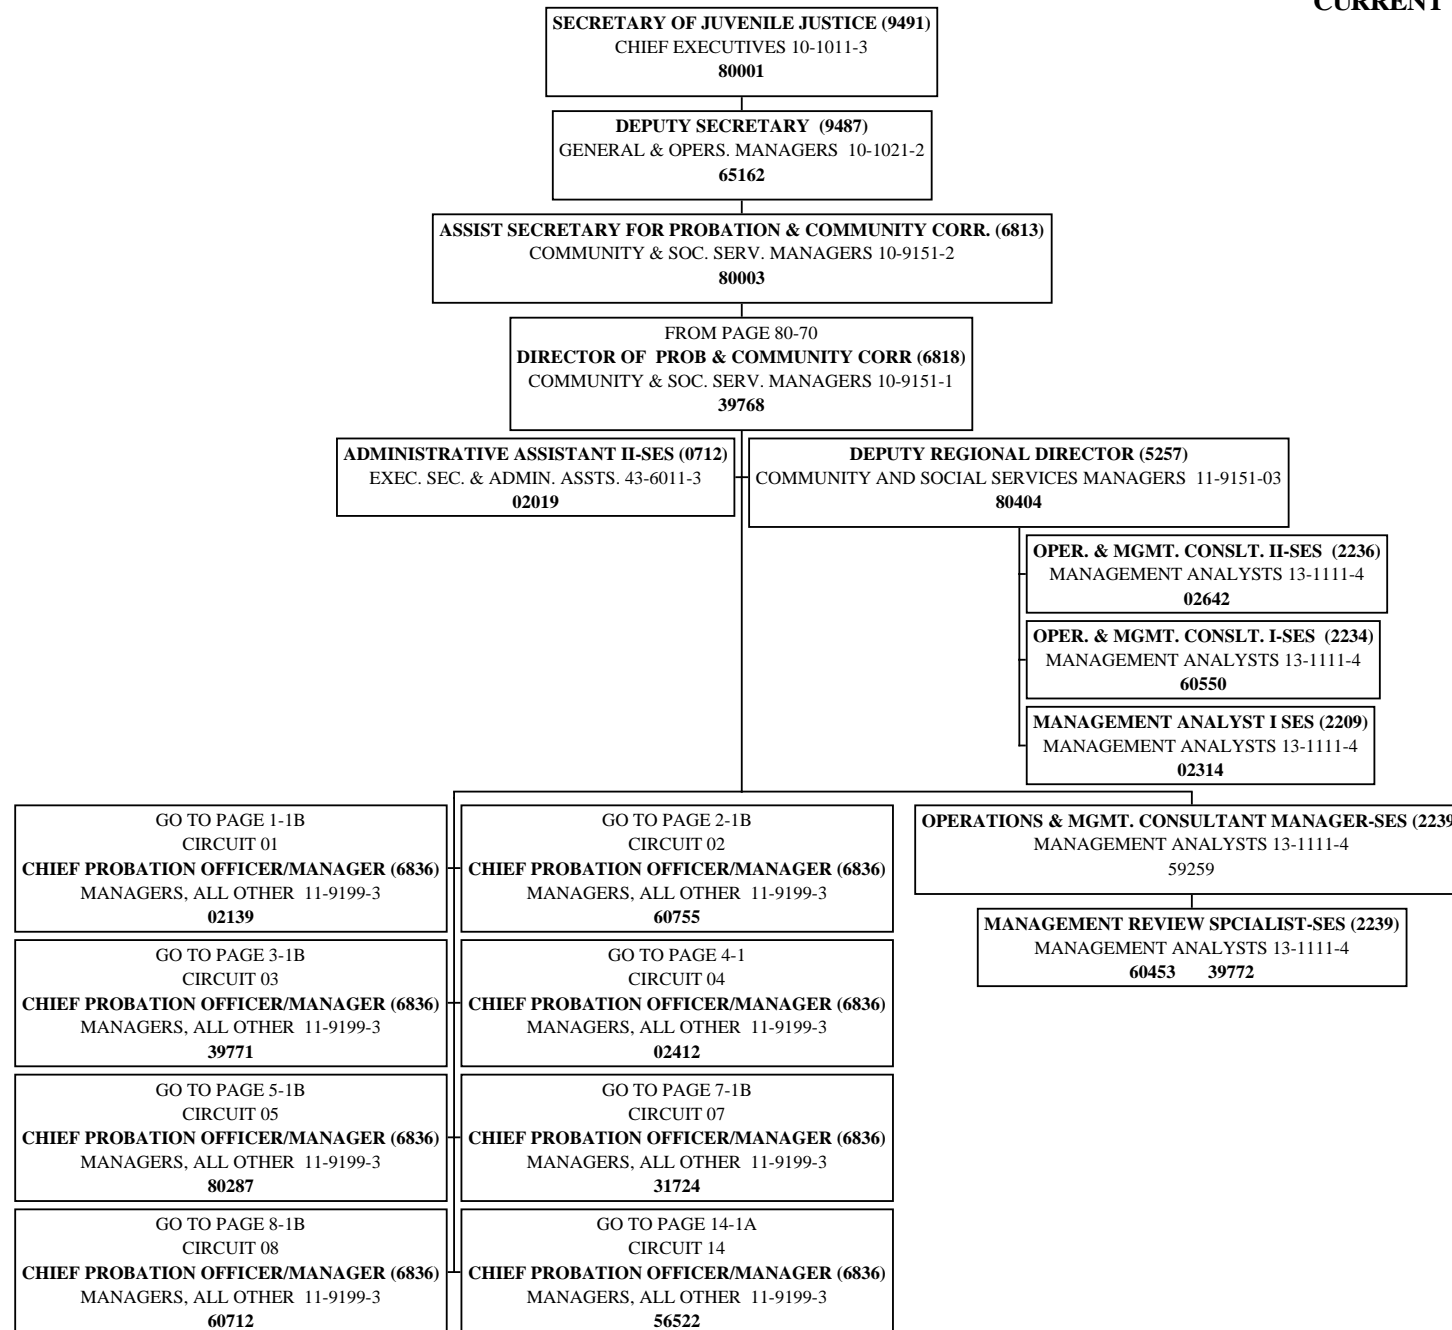 CURRENT
SECRETARY OF JUVENILE JUSTICE (9491)
CHIEF EXECUTIVES 10-1011-3
80001
DEPUTY SECRETARY (9487)
GENERAL & OPERS. MANAGERS 10-1021-2
65162
ASSIST SECRETARY FOR PROBATION & COMMUNITY CORR. (6813)
COMMUNITY & SOC. SERV. MANAGERS 10-9151-2
80003
FROM PAGE 80-70
DIRECTOR OF PROB & COMMUNITY CORR (6818)
COMMUNITY & SOC. SERV. MANAGERS 10-9151-1
39768
ADMINISTRATIVE ASSISTANT II-SES (0712)
EXEC. SEC. & ADMIN. ASSTS. 43-6011-3
02019
DEPUTY REGIONAL DIRECTOR (5257)
COMMUNITY AND SOCIAL SERVICES MANAGERS 11-9151-03
80404
OPER. & MGMT. CONSLT. II-SES (2236)
MANAGEMENT ANALYSTS 13-1111-4
02642
OPER. & MGMT. CONSLT. I-SES (2234)
MANAGEMENT ANALYSTS 13-1111-4
60550
MANAGEMENT ANALYST I SES (2209)
MANAGEMENT ANALYSTS 13-1111-4
02314
GO TO PAGE 1-1B
CIRCUIT 01
CHIEF PROBATION OFFICER/MANAGER (6836)
MANAGERS, ALL OTHER 11-9199-3
02139
GO TO PAGE 2-1B
CIRCUIT 02
CHIEF PROBATION OFFICER/MANAGER (6836)
MANAGERS, ALL OTHER 11-9199-3
60755
OPERATIONS & MGMT. CONSULTANT MANAGER-SES (2239
MANAGEMENT ANALYSTS 13-1111-4
59259
MANAGEMENT REVIEW SPCIALIST-SES (2239)
MANAGEMENT ANALYSTS 13-1111-4
60453 39772
GO TO PAGE 3-1B
CIRCUIT 03
CHIEF PROBATION OFFICER/MANAGER (6836)
MANAGERS, ALL OTHER 11-9199-3
39771
GO TO PAGE 4-1
CIRCUIT 04
CHIEF PROBATION OFFICER/MANAGER (6836)
MANAGERS, ALL OTHER 11-9199-3
02412
GO TO PAGE 5-1B
CIRCUIT 05
CHIEF PROBATION OFFICER/MANAGER (6836)
MANAGERS, ALL OTHER 11-9199-3
80287
GO TO PAGE 7-1B
CIRCUIT 07
CHIEF PROBATION OFFICER/MANAGER (6836)
MANAGERS, ALL OTHER 11-9199-3
31724
GO TO PAGE 8-1B
CIRCUIT 08
CHIEF PROBATION OFFICER/MANAGER (6836)
MANAGERS, ALL OTHER 11-9199-3
60712
GO TO PAGE 14-1A
CIRCUIT 14
CHIEF PROBATION OFFICER/MANAGER (6836)
MANAGERS, ALL OTHER 11-9199-3
56522